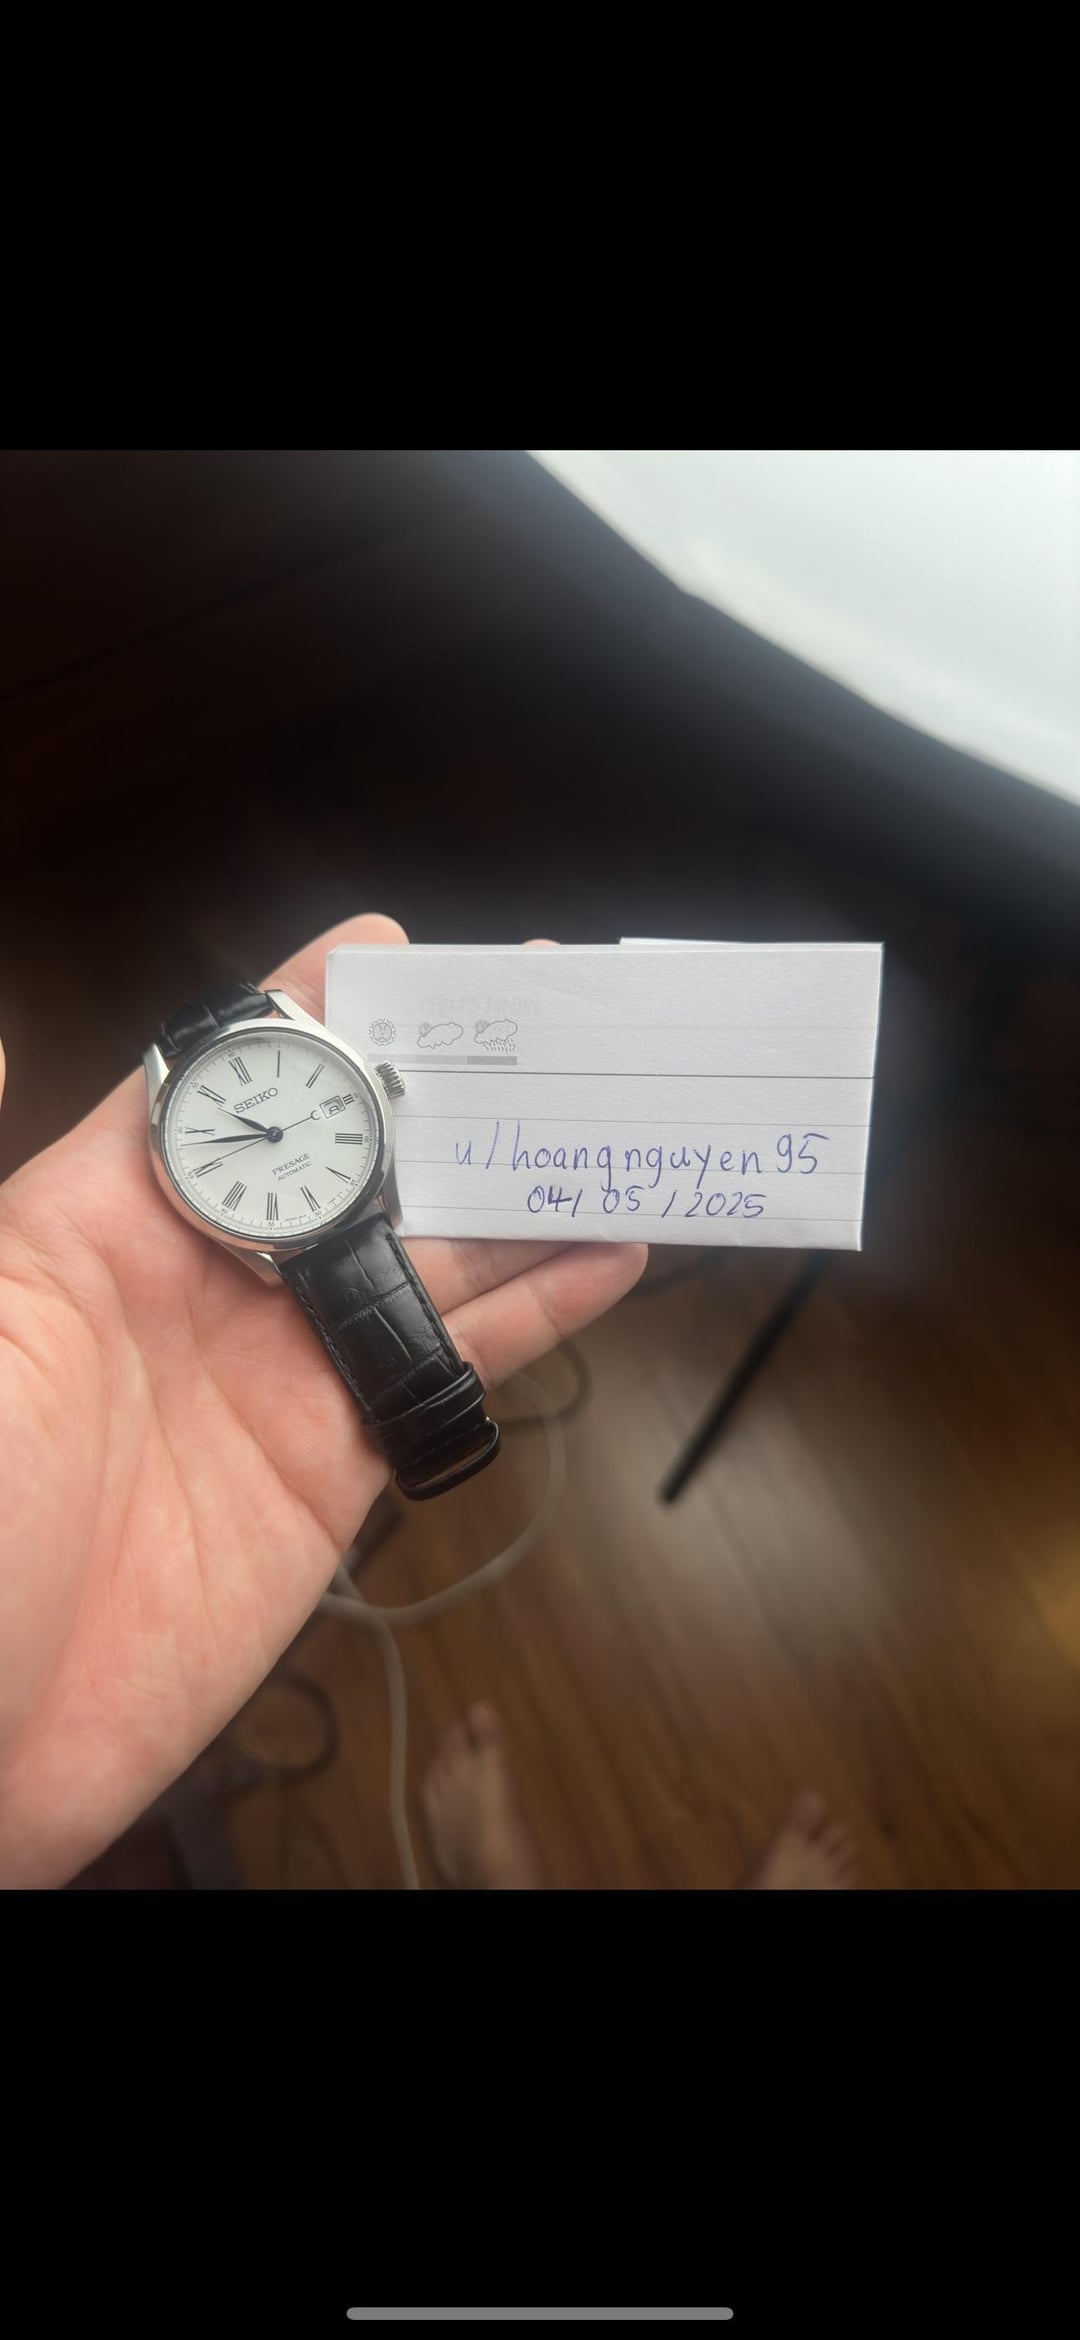 SEIKO
PRESAGE
AUTOMATIC
u/hoangnguyen95
04/05/2025